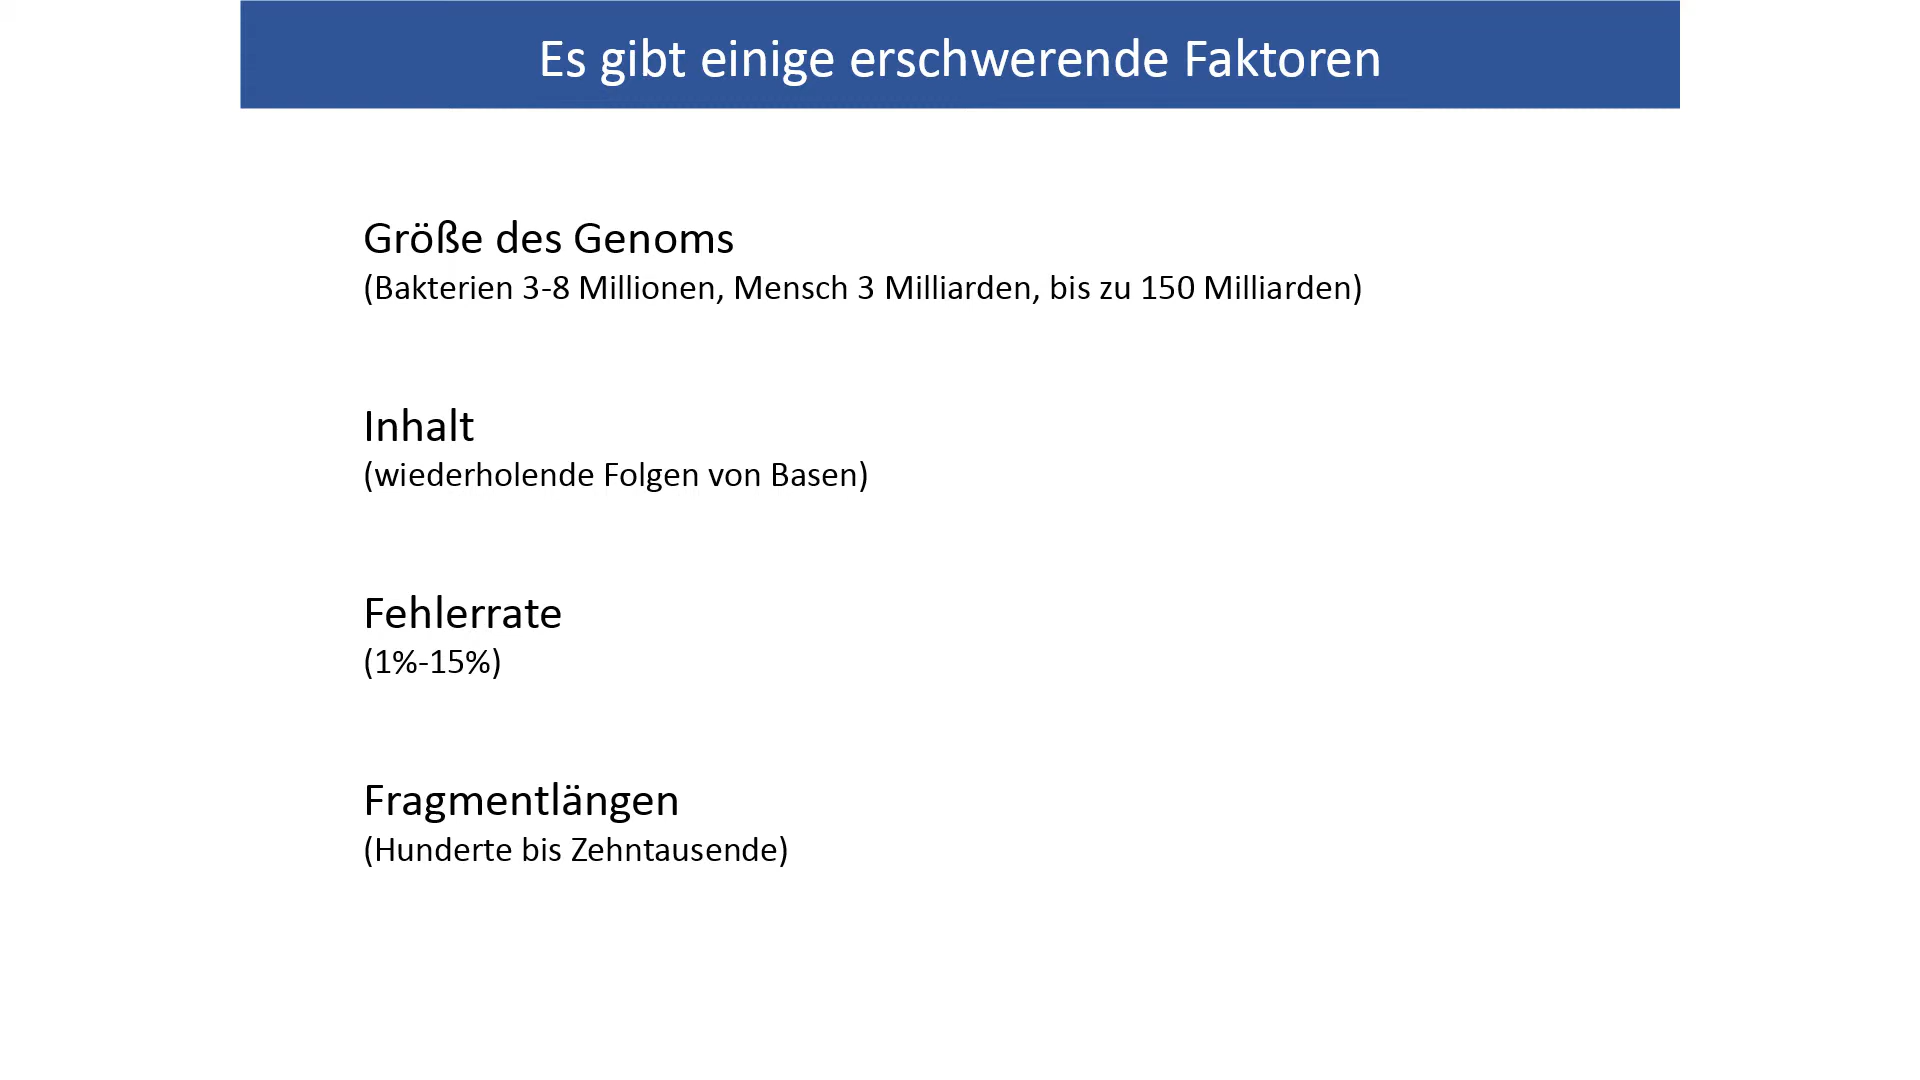 Es gibt einige erschwerende Faktoren
Größe des Genoms
(Bakterien 3-8 Millionen, Mensch 3 Milliarden, bis zu 150 Milliarden)
Inhalt
(wiederholende Folgen von Basen)
Fehlerrate
(1%-15%)
Fragmentlängen
(Hunderte bis Zehntausende)